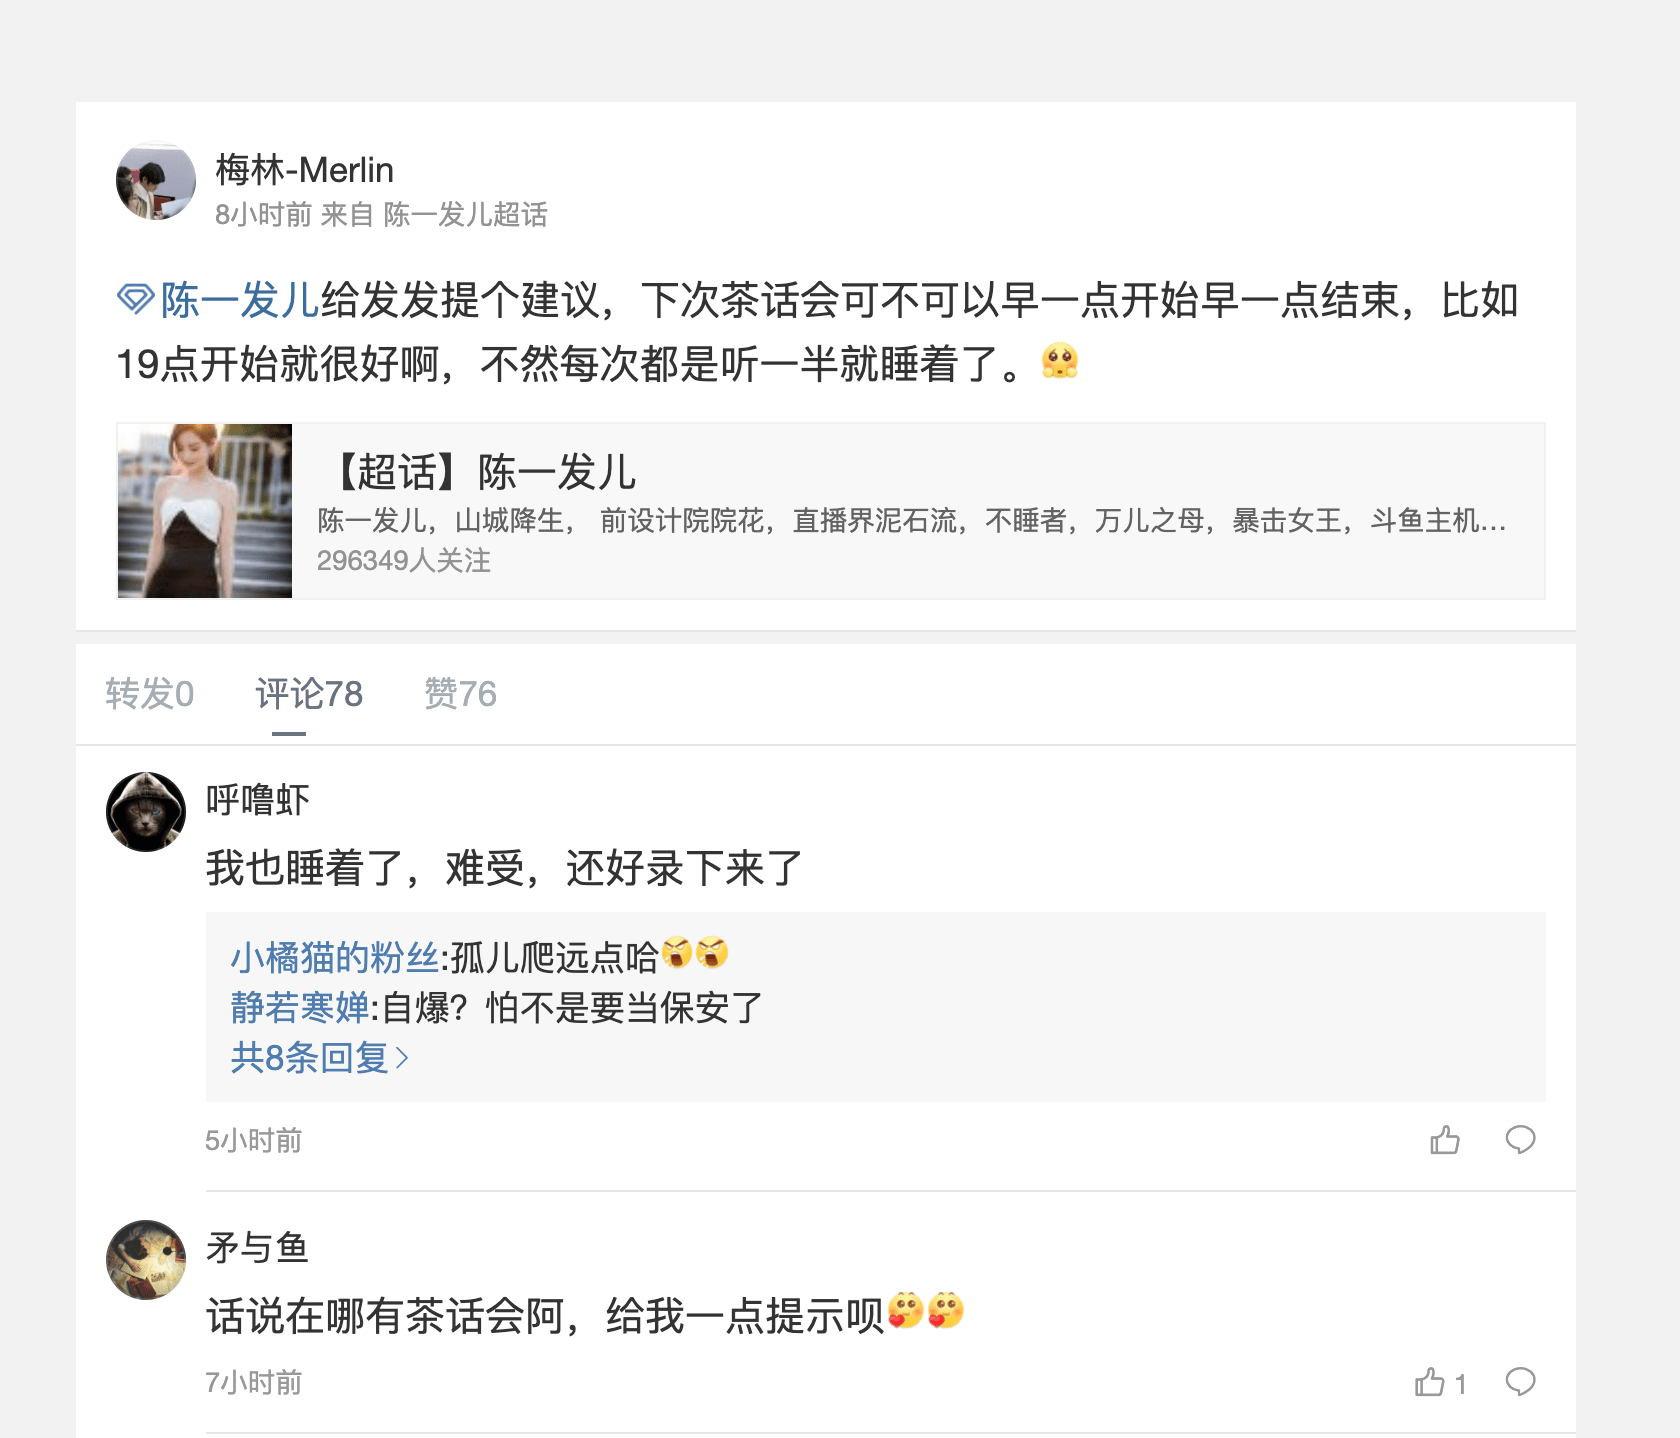 梅林-Merlin
8小时前 来自 陈一发儿超话
陈一发儿给发发提个建议，下次茶话会可不可以早一点开始早一点结束，比如
19点开始就很好啊，不然每次都是听一半就睡着了。
【超话】陈一发儿
陈一发儿，山城降生， 前设计院院花，直播界泥石流，不睡者，万儿之母，暴击女王，斗鱼主机...
296349人关注
转发0 评论78 赞76
呼噜虾
我也睡着了，难受，还好录下来了
小橘猫的粉丝:孤儿爬远点哈
静若寒婵:自爆？怕不是要当保安了
共8条回复>
5小时前
矛与鱼
话说在哪有茶话会阿，给我一点提示呗
7小时前 1